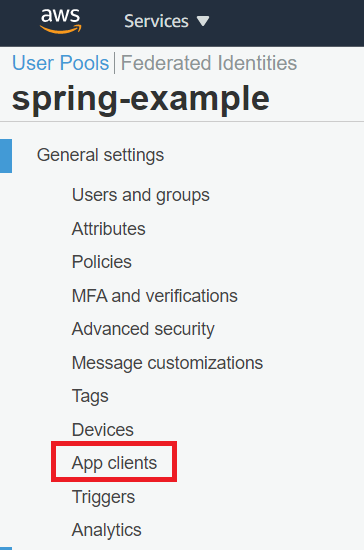 aws Services
User Pools Federated Identities
spring-example
General settings
Users and groups
Attributes
Policies
MFA and verifications
Advanced security
Message customizations
Tags
Devices
App clients
Triggers
Analytics